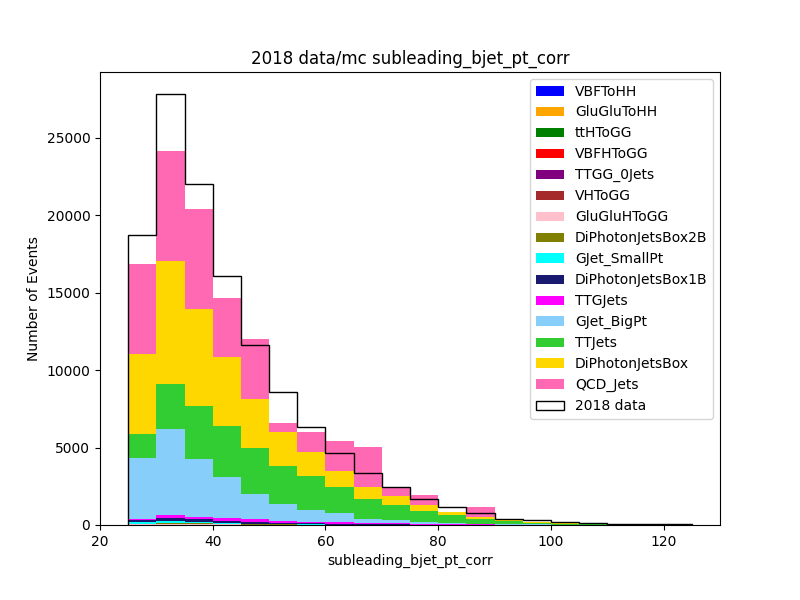 2018 data/mc subleading_bjet_pt_corr
Number of Events
25000
20000
15000
10000
5000
0
20
40
60
80
100
120
subleading_bjet_pt_corr
VBFToHH
GluGluToHH
ttHToGG
VBFHToGG
TTGG_0Jets
VHToGG
GluGluHToGG
DiPhotonJetsBox2B
GJet_SmallPt
DiPhotonJetsBox1B
TTGJets
GJet_BigPt
TTJets
DiPhotonJetsBox
QCD_Jets
2018 data